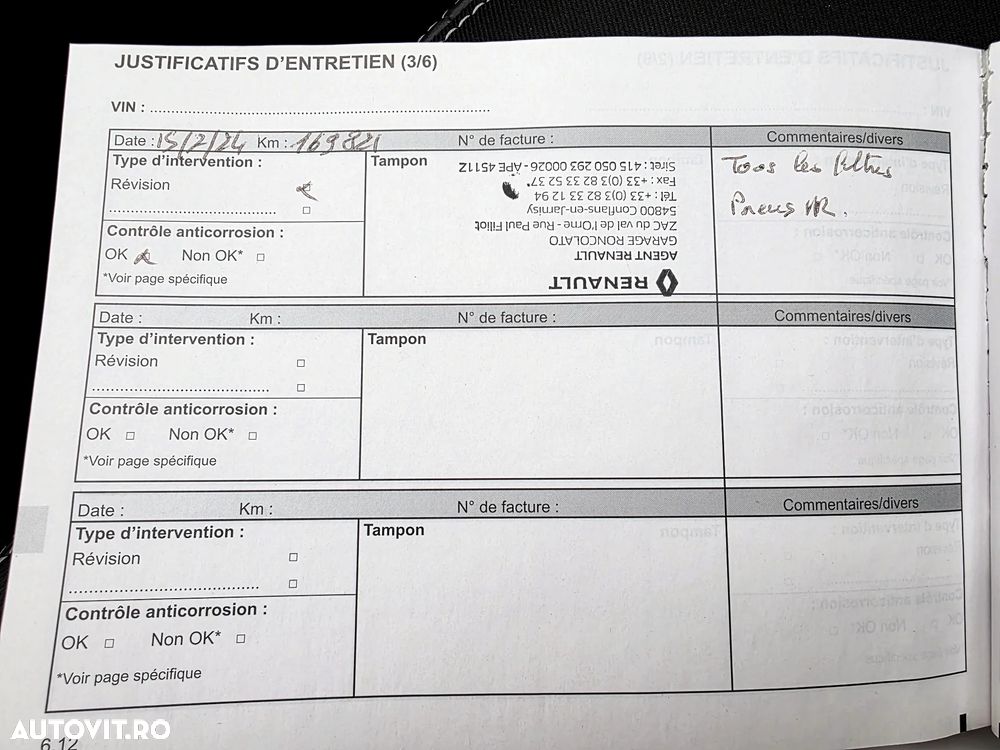 JUSTIFICATIFS D'ENTRETIEN (3/6)
VIN : ................................................................................
Date : 15/2/24 Km : 169821 N° de facture : Commentaires/divers
Type d'intervention :
Révision
.............................................. □
Contrôle anticorrosion :
OK Non OK* □
*Voir page spécifique
Tampon
RENAULT
AGENT RENAULT
GARAGE RONCOLATO
ZAC du val de l'Orne - Rue Paul Filliot
54800 Conflans-en-Jarnisy
Tél : +33 (0)3 82 33 12 94
Fax : +33 (0)3 82 33 52 37
Siret : 415 050 293 00026 - APE 4511Z
Tous les filtres
Pneus AR.
Date : Km : N° de facture : Commentaires/divers
Type d'intervention :
Révision □
.............................................. □
Contrôle anticorrosion :
OK □ Non OK* □
*Voir page spécifique
Tampon
Date : Km : N° de facture : Commentaires/divers
Type d'intervention :
Révision □
.............................................. □
Contrôle anticorrosion :
OK □ Non OK* □
*Voir page spécifique
Tampon
6.12
AUTOVIT.RO